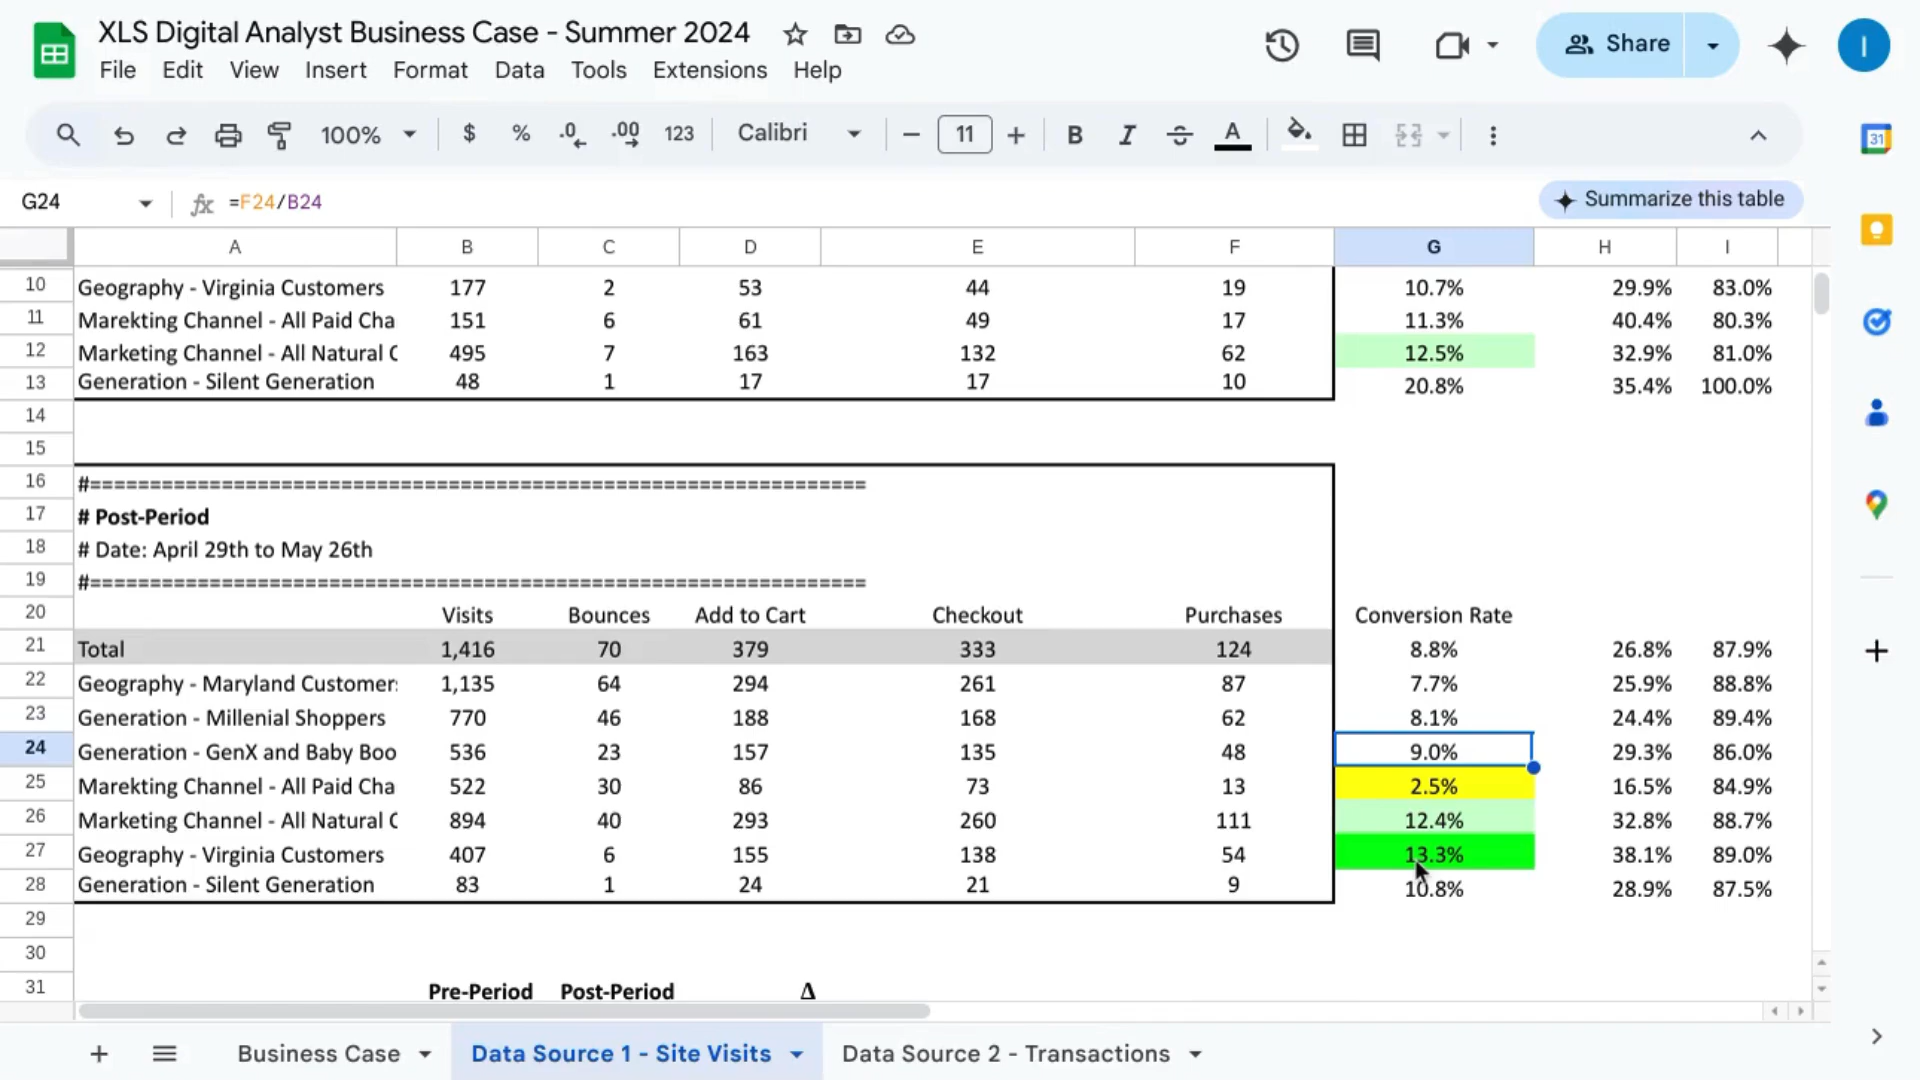 XLS Digital Analyst Business Case - Summer 2024
File Edit View Insert Format Data Tools Extensions Help
Share
I
100% $ % .0 .00 123 Calibri 11 B I S A
31
G24 fx =F24/B24 Summarize this table
A B C D E F G H I
10 Geography - Virginia Customers 177 2 53 44 19 10.7% 29.9% 83.0%
11 Marekting Channel - All Paid Cha 151 6 61 49 17 11.3% 40.4% 80.3%
12 Marketing Channel - All Natural C 495 7 163 132 62 12.5% 32.9% 81.0%
13 Generation - Silent Generation 48 1 17 17 10 20.8% 35.4% 100.0%
14
15
16 #================================================================
17 # Post-Period
18 # Date: April 29th to May 26th
19 #================================================================
20 Visits Bounces Add to Cart Checkout Purchases Conversion Rate
21 Total 1,416 70 379 333 124 8.8% 26.8% 87.9%
22 Geography - Maryland Customer 1,135 64 294 261 87 7.7% 25.9% 88.8%
23 Generation - Millenial Shoppers 770 46 188 168 62 8.1% 24.4% 89.4%
24 Generation - GenX and Baby Boo 536 23 157 135 48 9.0% 29.3% 86.0%
25 Marekting Channel - All Paid Cha 522 30 86 73 13 2.5% 16.5% 84.9%
26 Marketing Channel - All Natural C 894 40 293 260 111 12.4% 32.8% 88.7%
27 Geography - Virginia Customers 407 6 155 138 54 13.3% 38.1% 89.0%
28 Generation - Silent Generation 83 1 24 21 9 10.8% 28.9% 87.5%
29
30
31 Pre-Period Post-Period Δ
Business Case Data Source 1 - Site Visits Data Source 2 - Transactions